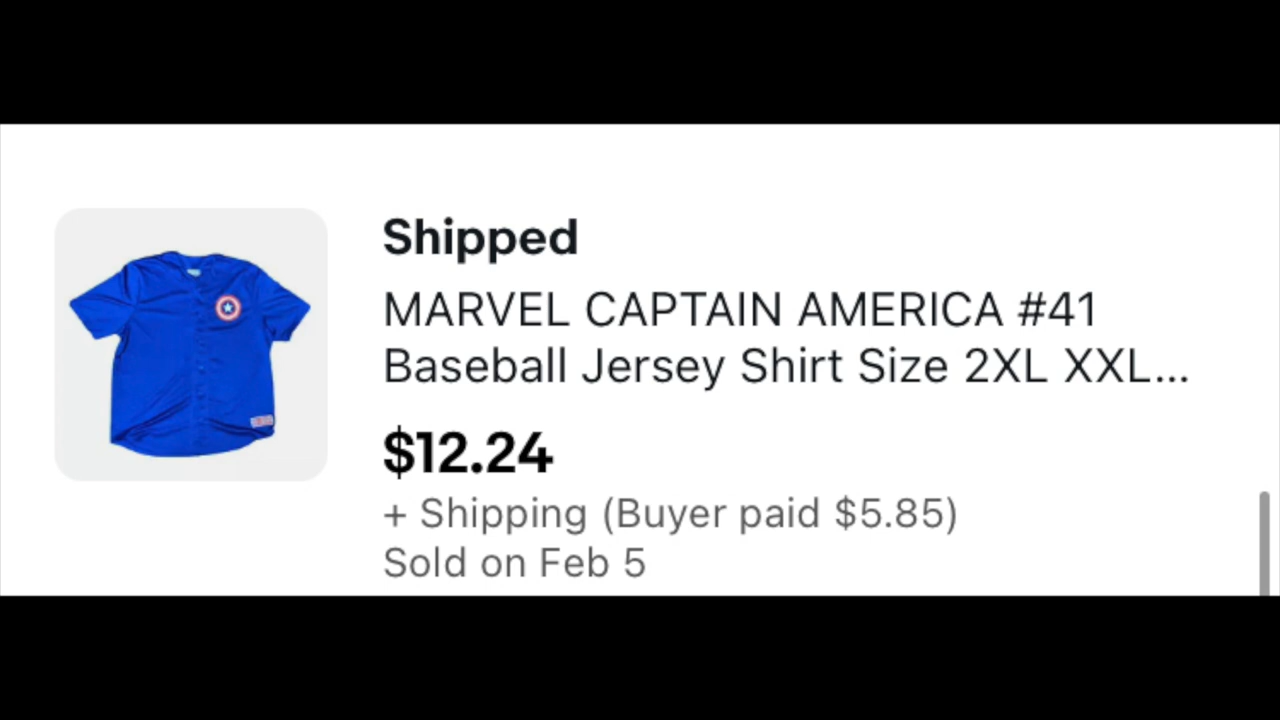 Shipped
MARVEL CAPTAIN AMERICA #41
Baseball Jersey Shirt Size 2XL XXL...
$12.24
+ Shipping (Buyer paid $5.85)
Sold on Feb 5